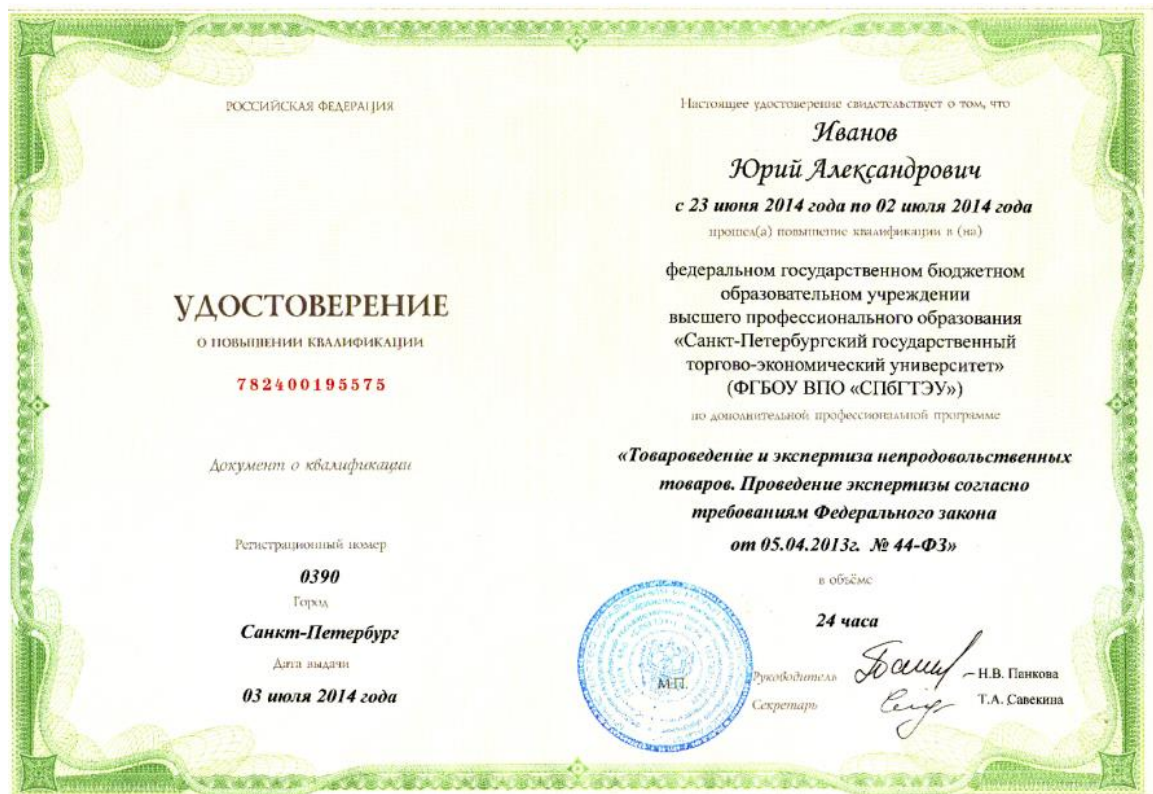 РОССИЙСКАЯ ФЕДЕРАЦИЯ
УДОСТОВЕРЕНИЕ
О ПОВЫШЕНИИ КВАЛИФИКАЦИИ
782400195575
Документ о квалификации
Регистрационный номер
0390
Город
Санкт-Петербург
Дата выдачи
03 июля 2014 года
Настоящее удостоверение свидетельствует о том, что
Иванов
Юрий Александрович
с 23 июня 2014 года по 02 июля 2014 года
прошел(а) повышение квалификации в (на)
федеральном государственном бюджетном
образовательном учреждении
высшего профессионального образования
«Санкт-Петербургский государственный
торгово-экономический университет»
(ФГБОУ ВПО «СПбГТЭУ»)
по дополнительной профессиональной программе
«Товароведение и экспертиза непродовольственных
товаров. Проведение экспертизы согласно
требованиям Федерального закона
от 05.04.2013г. № 44-ФЗ»
в объёме
24 часа
М.П.
Руководитель
Н.В. Панкова
Секретарь
Т.А. Савекина